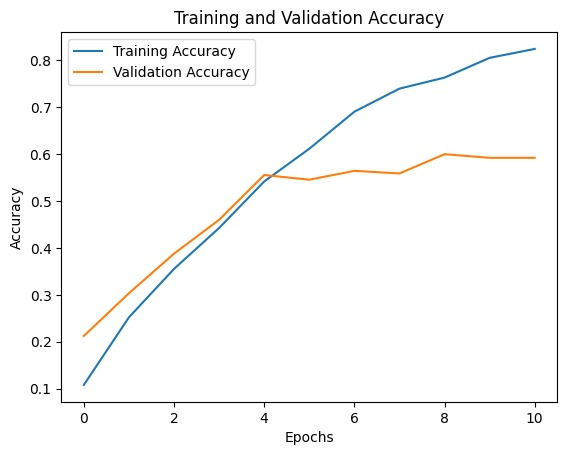 Training and Validation Accuracy
Training Accuracy
Validation Accuracy
0.8
0.7
0.6
0.5
0.4
0.3
0.2
0.1
Accuracy
0 2 4 6 8 10
Epochs